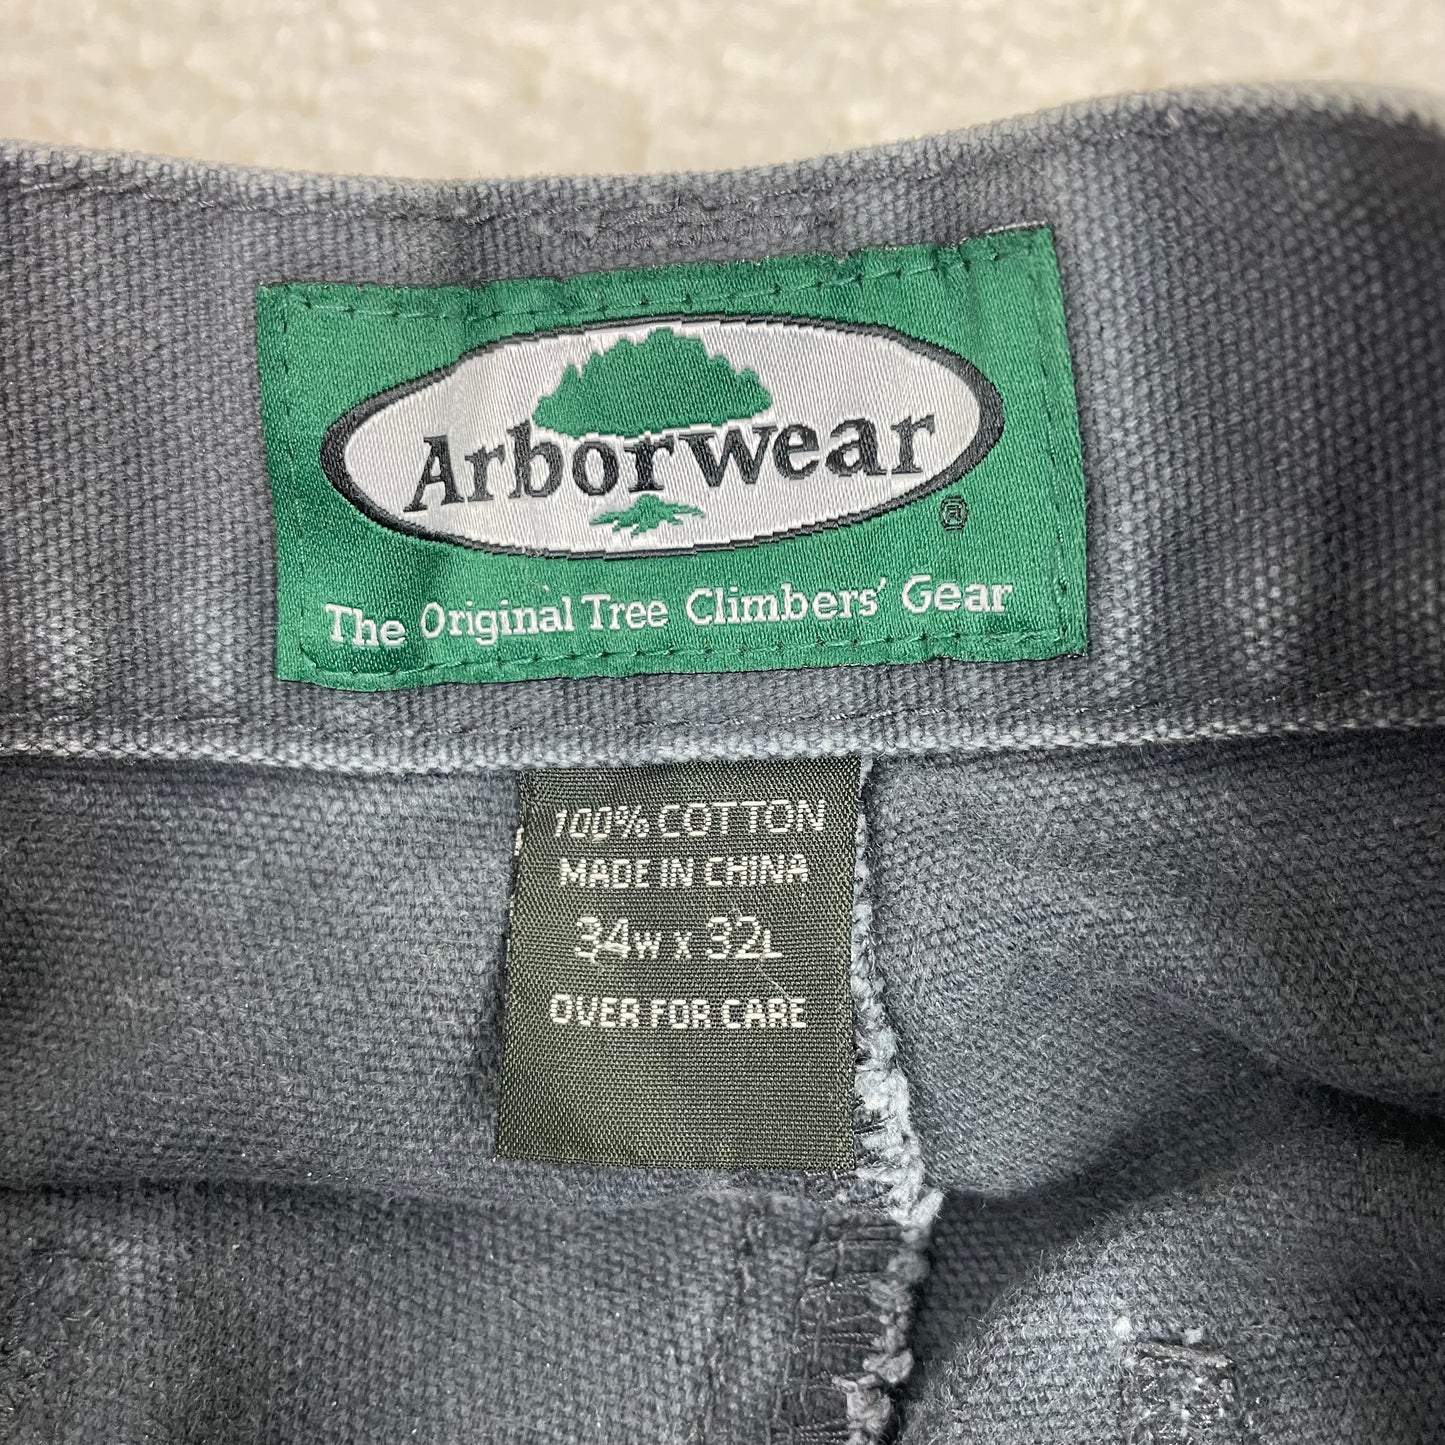 Arborwear
®
The Original Tree Climbers' Gear
100% COTTON
MADE IN CHINA
34W X 32L
OVER FOR CARE